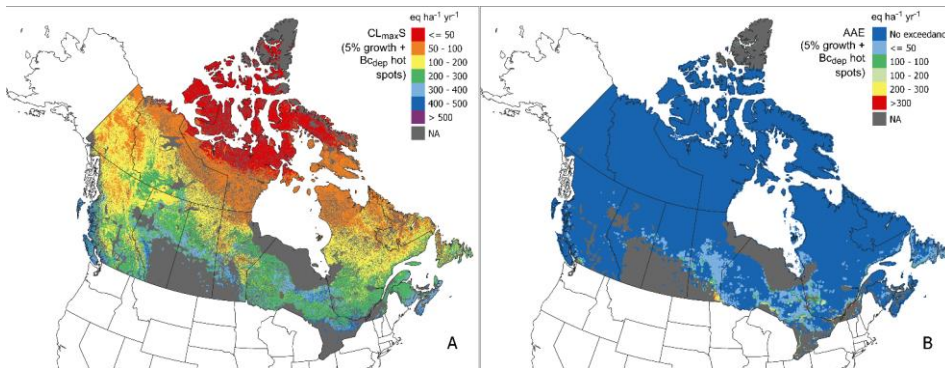 eq ha⁻¹ yr⁻¹
CLmaxS
(5% growth +
Bcdep hot
spots)
<= 50
50 - 100
100 - 200
200 - 300
300 - 400
400 - 500
> 500
NA
A
eq ha⁻¹ yr⁻¹
AAE
(5% growth +
Bcdep hot
spots)
No exceedanc
<= 50
100 - 100
100 - 200
200 - 300
>300
NA
B